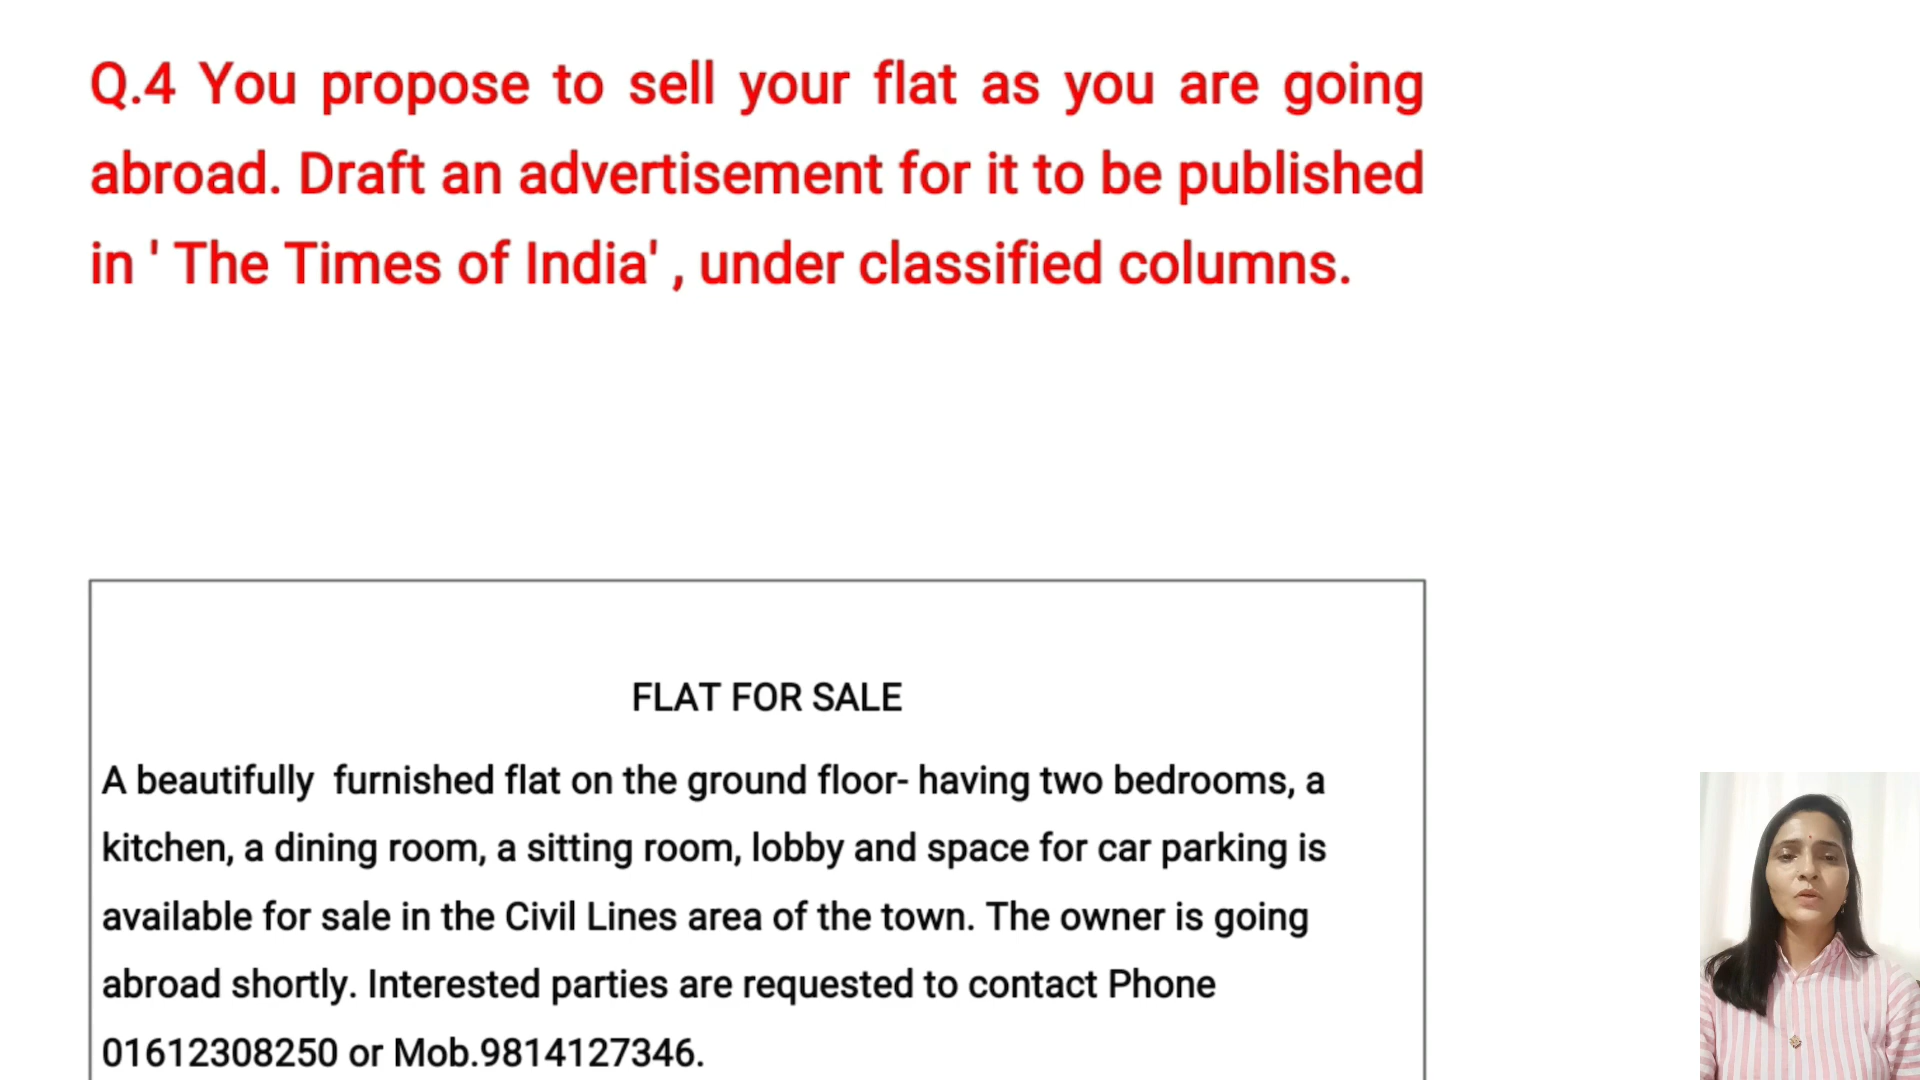 Q.4 You propose to sell your flat as you are going
abroad. Draft an advertisement for it to be published
in ' The Times of India' , under classified columns.
FLAT FOR SALE
A beautifully furnished flat on the ground floor- having two bedrooms, a
kitchen, a dining room, a sitting room, lobby and space for car parking is
available for sale in the Civil Lines area of the town. The owner is going
abroad shortly. Interested parties are requested to contact Phone
01612308250 or Mob.9814127346.